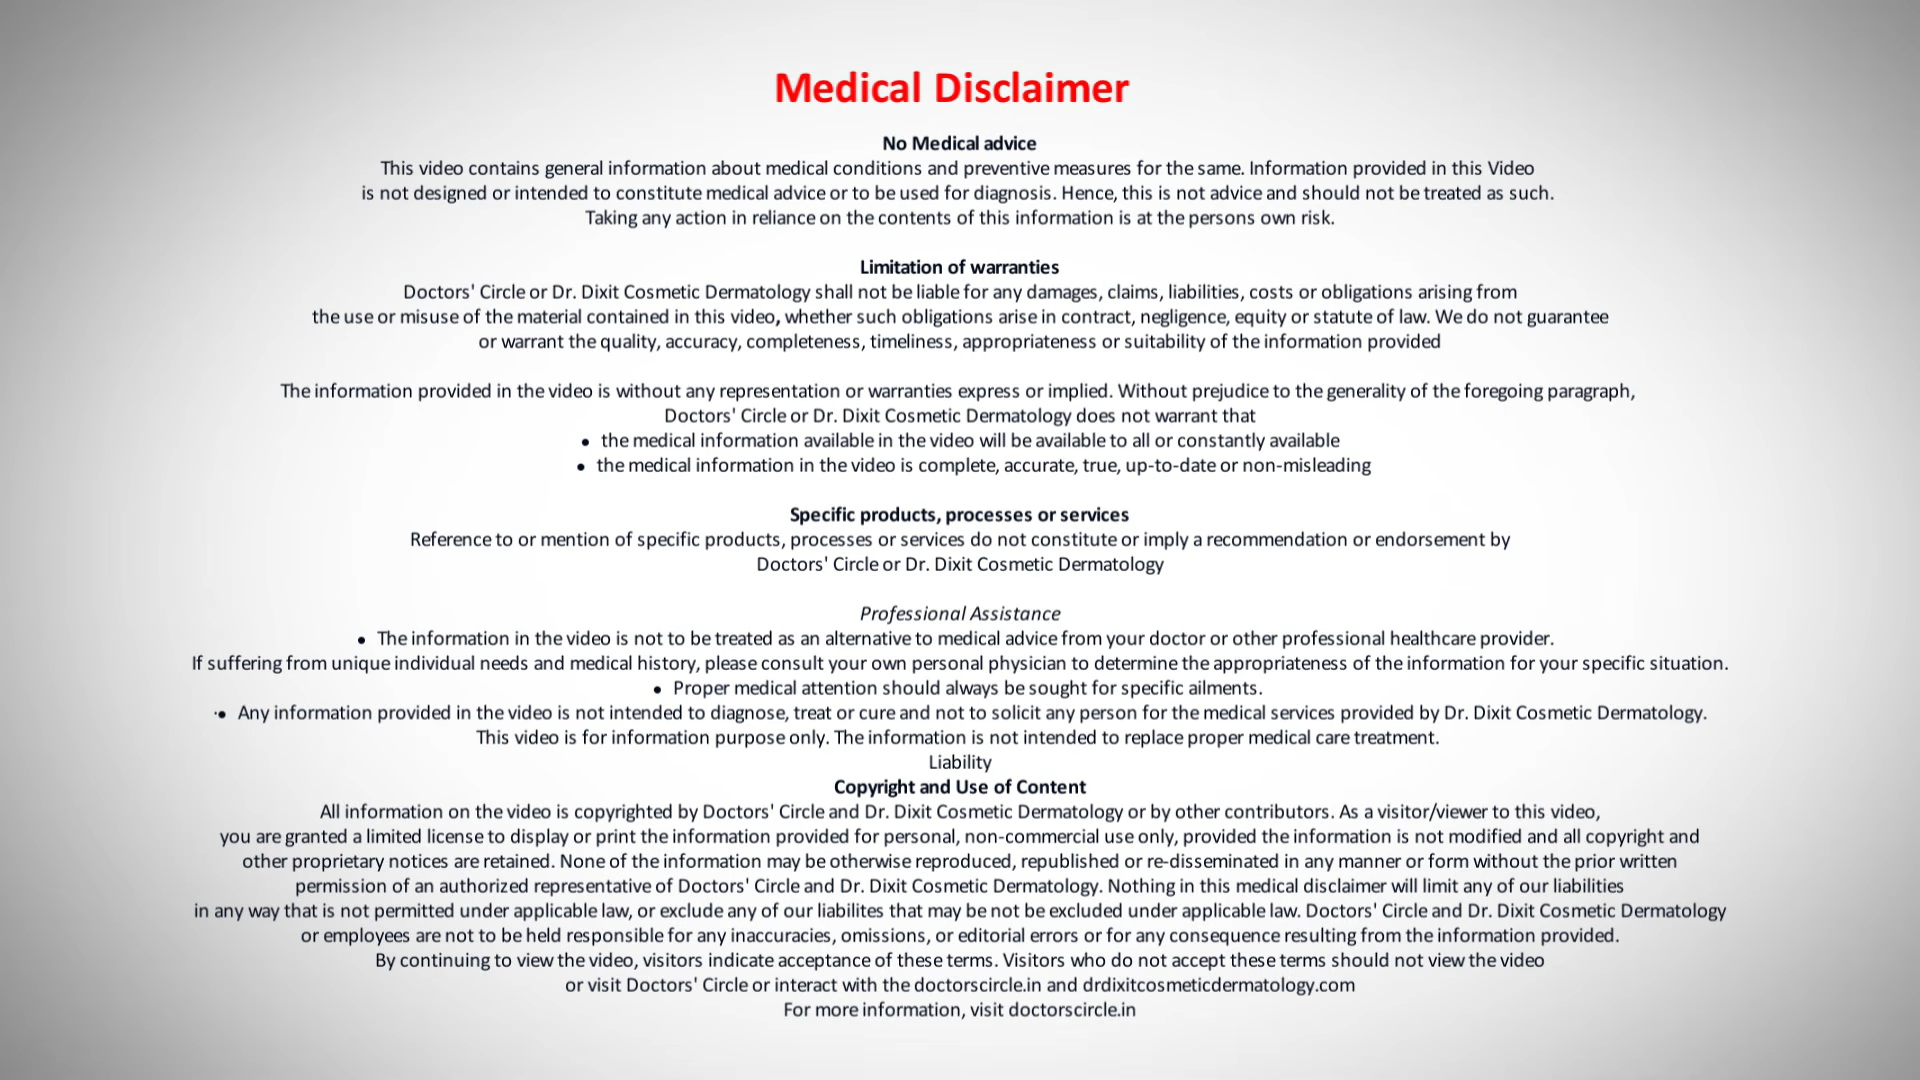 Medical Disclaimer
No Medical advice
This video contains general information about medical conditions and preventive measures for the same. Information provided in this Video
is not designed or intended to constitute medical advice or to be used for diagnosis. Hence, this is not advice and should not be treated as such.
Taking any action in reliance on the contents of this information is at the persons own risk.
Limitation of warranties
Doctors' Circle or Dr. Dixit Cosmetic Dermatology shall not be liable for any damages, claims, liabilities, costs or obligations arising from
the use or misuse of the material contained in this video, whether such obligations arise in contract, negligence, equity or statute of law. We do not guarantee
or warrant the quality, accuracy, completeness, timeliness, appropriateness or suitability of the information provided
The information provided in the video is without any representation or warranties express or implied. Without prejudice to the generality of the foregoing paragraph,
Doctors' Circle or Dr. Dixit Cosmetic Dermatology does not warrant that
• the medical information available in the video will be available to all or constantly available
• the medical information in the video is complete, accurate, true, up-to-date or non-misleading
Specific products, processes or services
Reference to or mention of specific products, processes or services do not constitute or imply a recommendation or endorsement by
Doctors' Circle or Dr. Dixit Cosmetic Dermatology
Professional Assistance
• The information in the video is not to be treated as an alternative to medical advice from your doctor or other professional healthcare provider.
If suffering from unique individual needs and medical history, please consult your own personal physician to determine the appropriateness of the information for your specific situation.
• Proper medical attention should always be sought for specific ailments.
·• Any information provided in the video is not intended to diagnose, treat or cure and not to solicit any person for the medical services provided by Dr. Dixit Cosmetic Dermatology.
This video is for information purpose only. The information is not intended to replace proper medical care treatment.
Liability
Copyright and Use of Content
All information on the video is copyrighted by Doctors' Circle and Dr. Dixit Cosmetic Dermatology or by other contributors. As a visitor/viewer to this video,
you are granted a limited license to display or print the information provided for personal, non-commercial use only, provided the information is not modified and all copyright and
other proprietary notices are retained. None of the information may be otherwise reproduced, republished or re-disseminated in any manner or form without the prior written
permission of an authorized representative of Doctors' Circle and Dr. Dixit Cosmetic Dermatology. Nothing in this medical disclaimer will limit any of our liabilities
in any way that is not permitted under applicable law, or exclude any of our liabilites that may be not be excluded under applicable law. Doctors' Circle and Dr. Dixit Cosmetic Dermatology
or employees are not to be held responsible for any inaccuracies, omissions, or editorial errors or for any consequence resulting from the information provided.
By continuing to view the video, visitors indicate acceptance of these terms. Visitors who do not accept these terms should not view the video
or visit Doctors' Circle or interact with the doctorscircle.in and drdixitcosmeticdermatology.com
For more information, visit doctorscircle.in